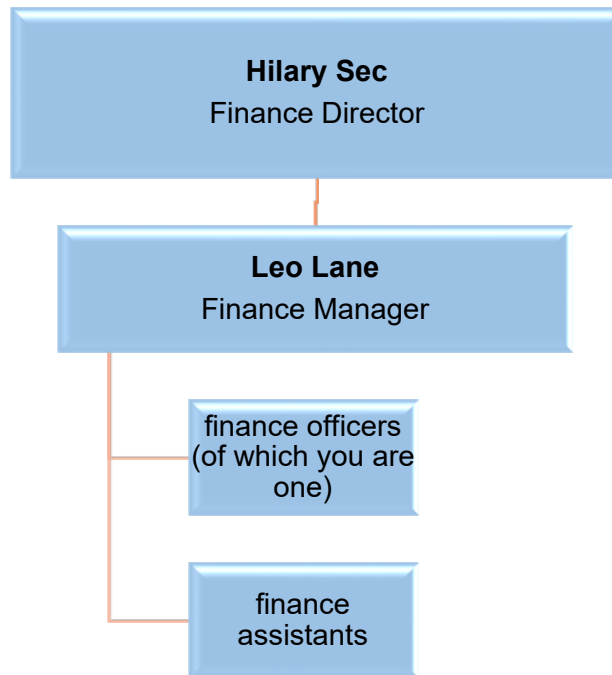 Hilary Sec
Finance Director
Leo Lane
Finance Manager
finance officers
(of which you are
one)
finance
assistants